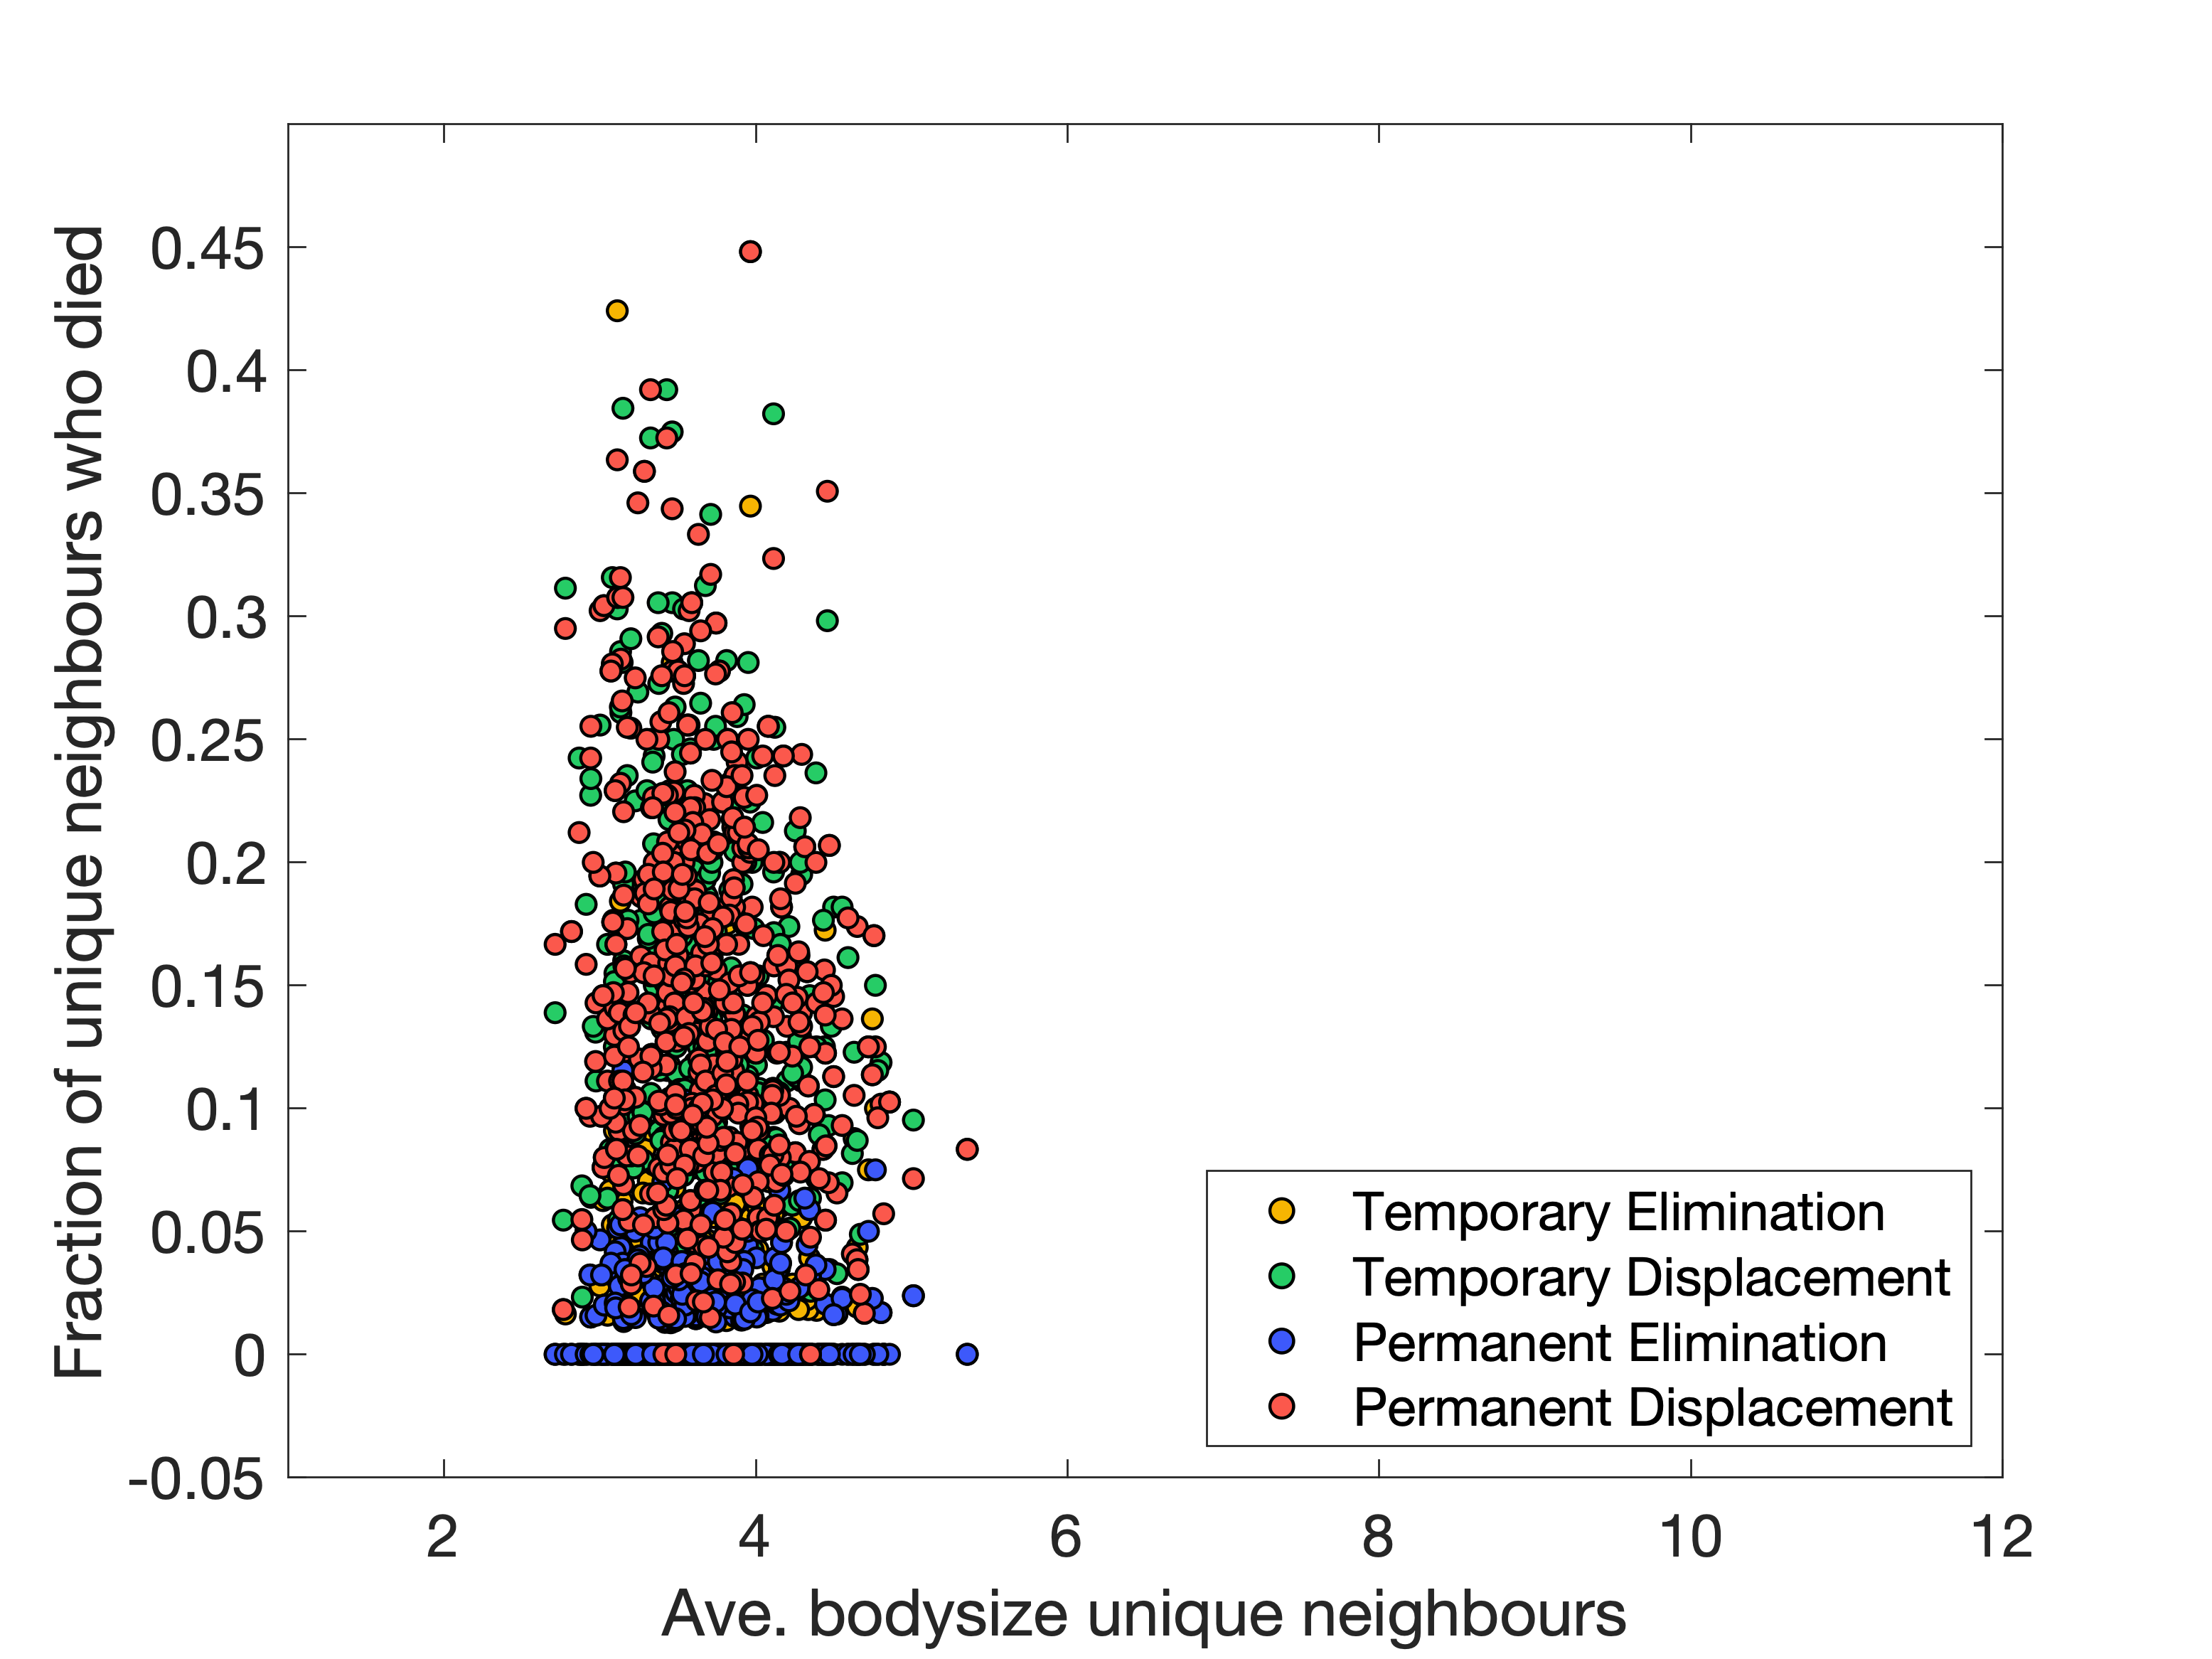 Fraction of unique neighbours who died
0.45
0.4
0.35
0.3
0.25
0.2
0.15
0.1
0.05
0
-0.05
2 4 6 8 10 12
Ave. bodysize unique neighbours
Temporary Elimination
Temporary Displacement
Permanent Elimination
Permanent Displacement